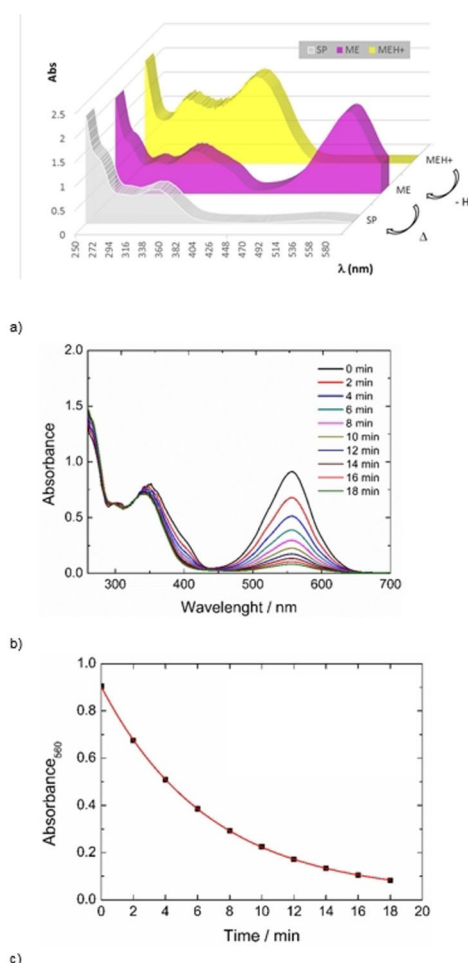 SP ME MEH+
Abs
2.5
2
1.5
1
0.5
0
250 272 294 316 338 360 382 404 426 448 470 492 514 536 558 580
MEH+
ME
- H
SP
Δ
λ (nm)
a)
2.0
1.5
1.0
0.5
0.0
Absorbance
0 min
2 min
4 min
6 min
8 min
10 min
12 min
14 min
16 min
18 min
300 400 500 600 700
Wavelenght / nm
b)
1.0
0.8
0.6
0.4
0.2
0.0
Absorbance560
0 2 4 6 8 10 12 14 16 18 20
Time / min
c)